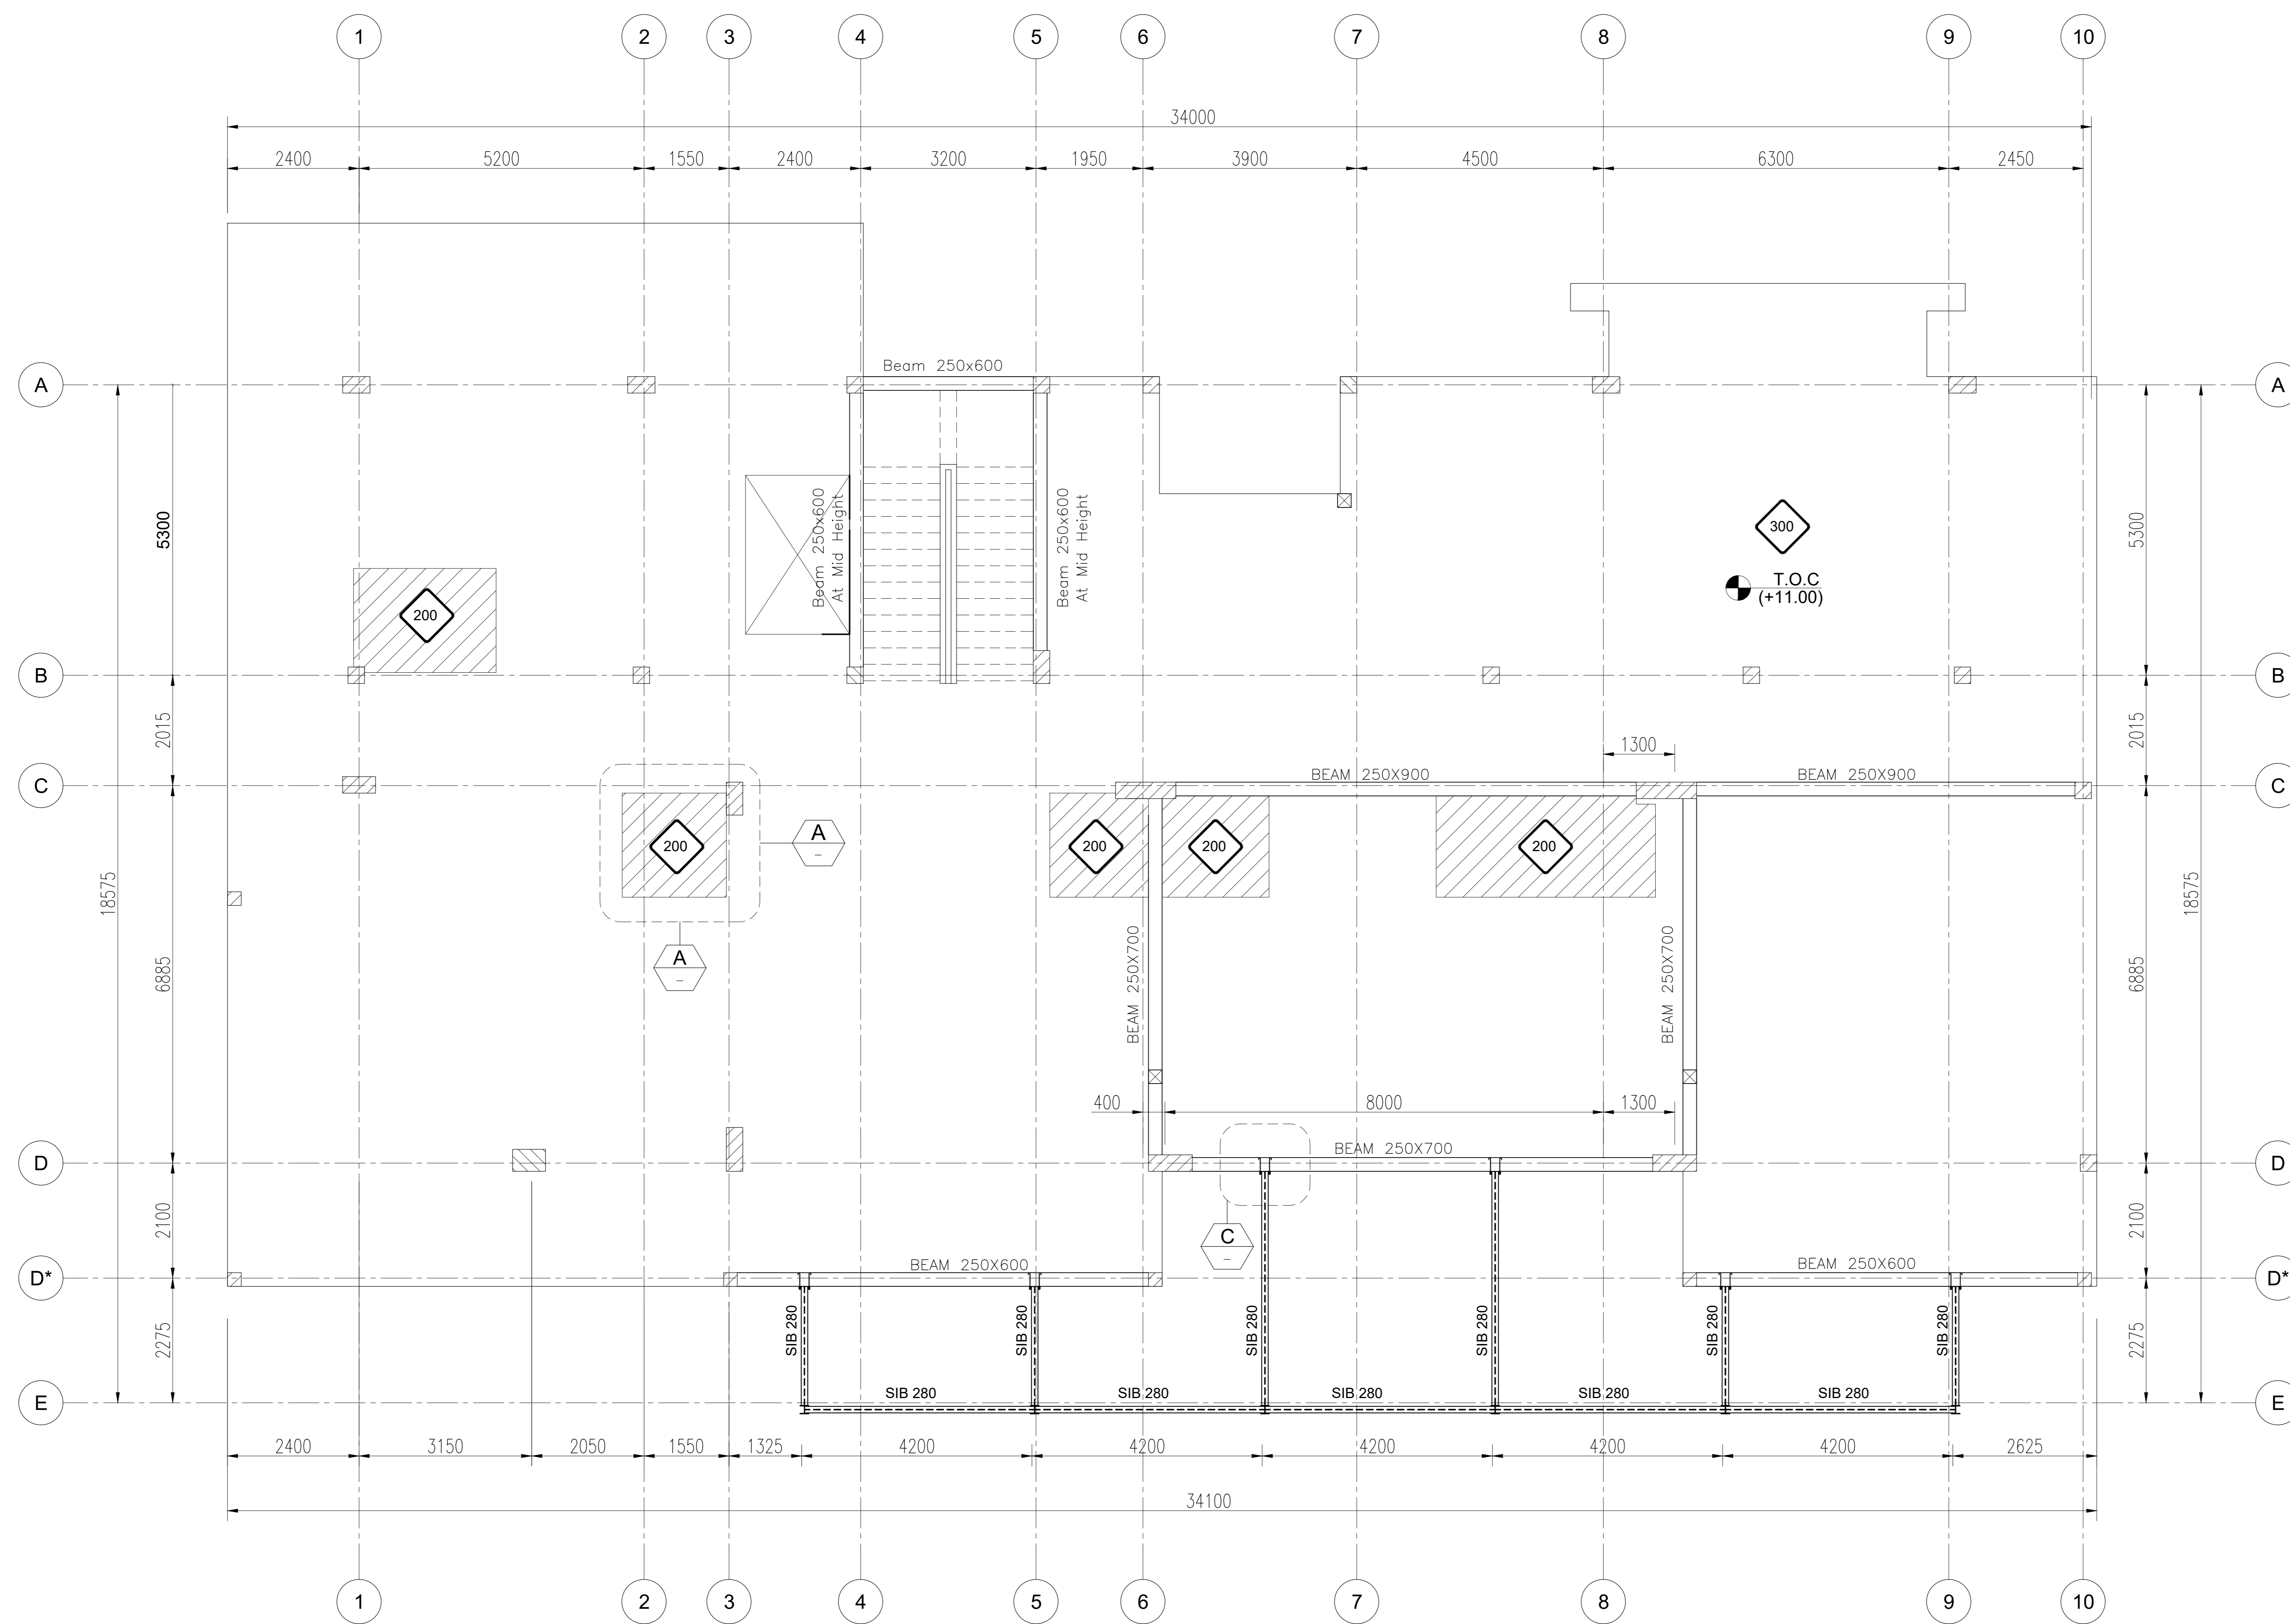 1 2 3 4 5 6 7 8 9 10
34000
2400 5200 1550 2400 3200 1950 3900 4500 6300 2450
Beam 250x600
A A
Beam 250x600
At Mid Height
Beam 250x600
At Mid Height
5300 300 5300
T.O.C
(+11.00)
200
B B
2015 2015
1300
BEAM 250X900 BEAM 250X900
C C
200 A
-
200 200 200
18575 18575
A
-
BEAM 250X700 BEAM 250X700
6885 6885
400 8000 1300
BEAM 250X700
D D
2100 2100
C
-
BEAM 250X600 BEAM 250X600
D* D*
SIB 280 SIB 280 SIB 280 SIB 280 SIB 280 SIB 280
2275 2275
SIB 280 SIB 280 SIB 280 SIB 280 SIB 280
E E
2400 3150 2050 1550 1325 4200 4200 4200 4200 4200 2625
34100
1 2 3 4 5 6 7 8 9 10